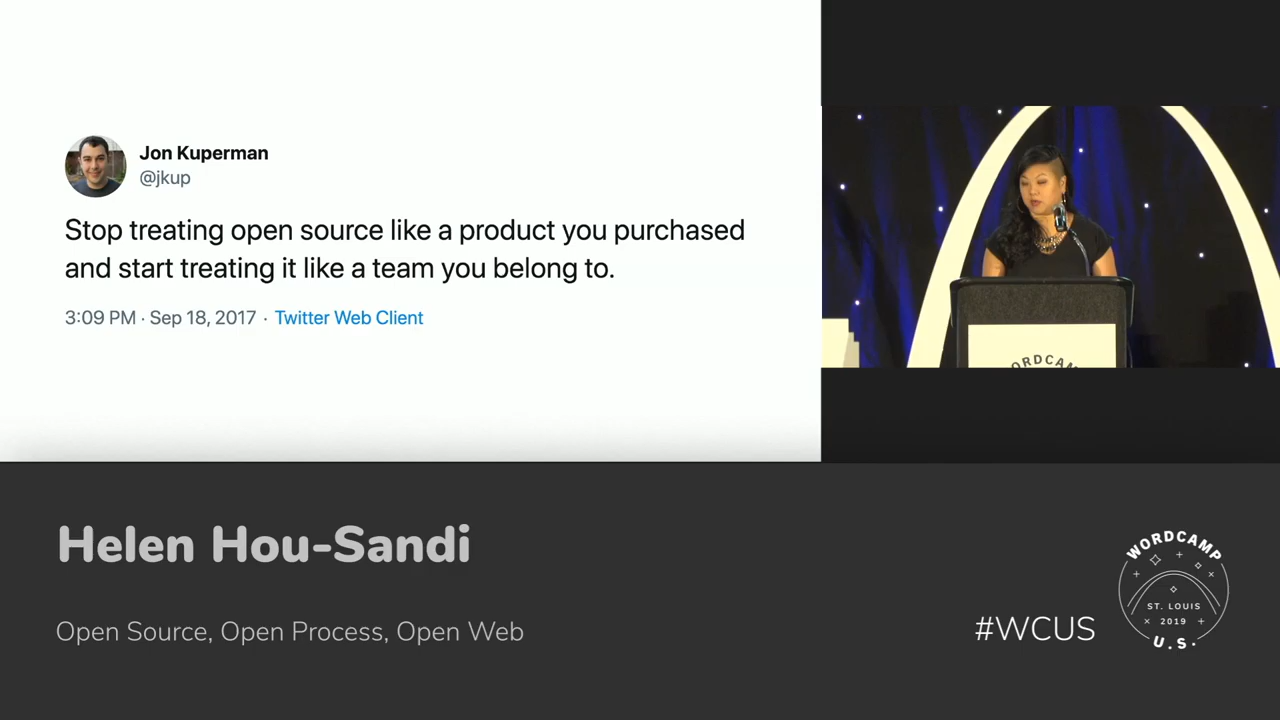 Jon Kuperman
@jkup
Stop treating open source like a product you purchased
and start treating it like a team you belong to.
3:09 PM · Sep 18, 2017 · Twitter Web Client
ORDCAM
Helen Hou-Sandi
Open Source, Open Process, Open Web
#WCUS
WORDCAMP
ST. LOUIS
2019
U.S.